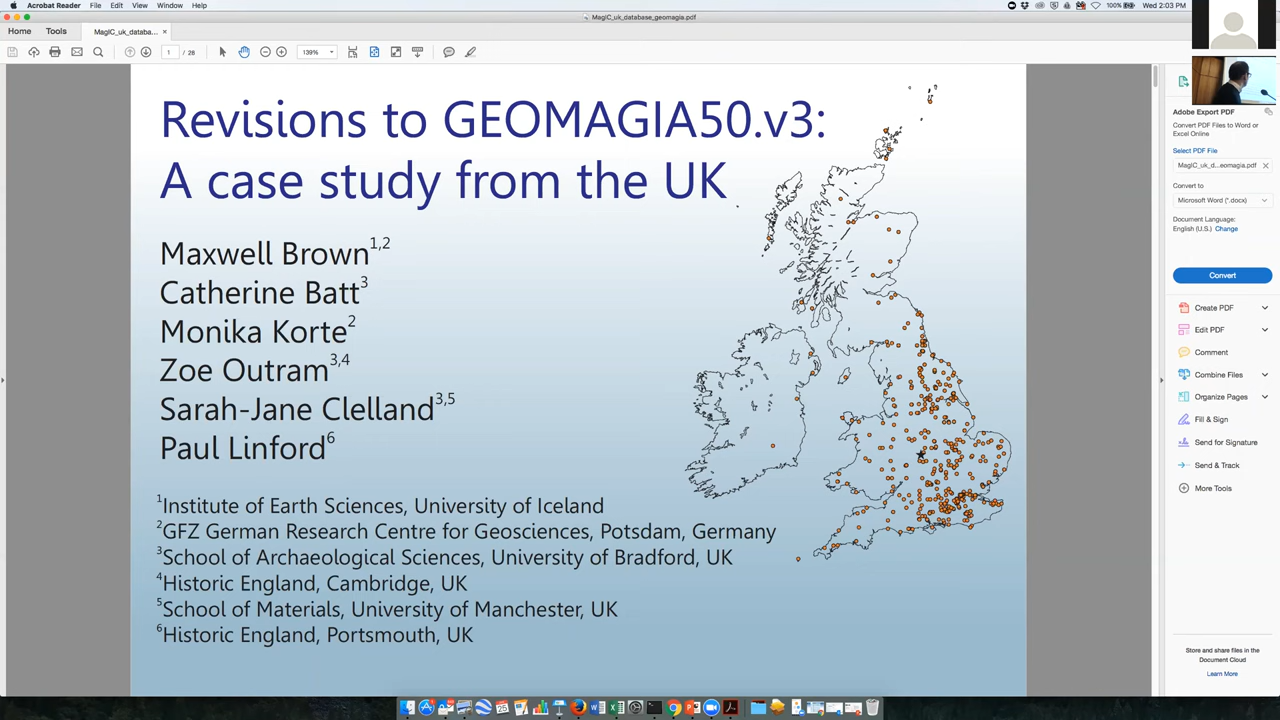 Acrobat Reader File Edit View Window Help
100% Wed 2:03 PM
MagIC_uk_database_geomagia.pdf
Home Tools MagIC_uk_databa... ×
1 / 28
139%
Revisions to GEOMAGIA50.v3:
A case study from the UK
Maxwell Brown1,2
Catherine Batt3
Monika Korte2
Zoe Outram3,4
Sarah-Jane Clelland3,5
Paul Linford6
1Institute of Earth Sciences, University of Iceland
2GFZ German Research Centre for Geosciences, Potsdam, Germany
3School of Archaeological Sciences, University of Bradford, UK
4Historic England, Cambridge, UK
5School of Materials, University of Manchester, UK
6Historic England, Portsmouth, UK
Adobe Export PDF
Convert PDF Files to Word or
Excel Online
Select PDF File
MagIC_uk_d...eomagia.pdf
Convert to
Microsoft Word (*.docx)
Document Language:
English (U.S.) Change
Convert
Create PDF
Edit PDF
Comment
Combine Files
Organize Pages
Fill & Sign
Send for Signature
Send & Track
More Tools
Store and share files in the
Document Cloud
Learn More